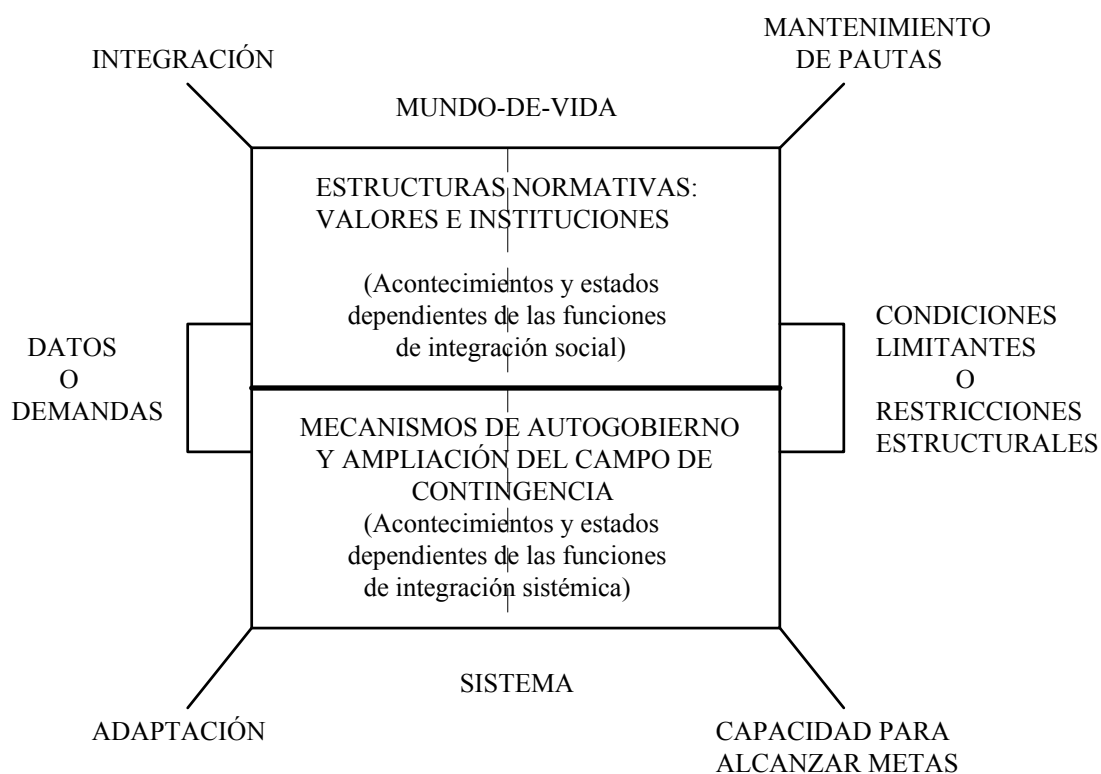 INTEGRACIÓN
MANTENIMIENTO
DE PAUTAS
MUNDO-DE-VIDA
ESTRUCTURAS NORMATIVAS:
VALORES E INSTITUCIONES
(Acontecimientos y estados
dependientes de las funciones
de integración social)
DATOS
O
DEMANDAS
CONDICIONES
LIMITANTES
O
RESTRICCIONES
ESTRUCTURALES
MECANISMOS DE AUTOGOBIERNO
Y AMPLIACIÓN DEL CAMPO DE
CONTINGENCIA
(Acontecimientos y estados
dependientes de las funciones
de integración sistémica)
SISTEMA
ADAPTACIÓN
CAPACIDAD PARA
ALCANZAR METAS